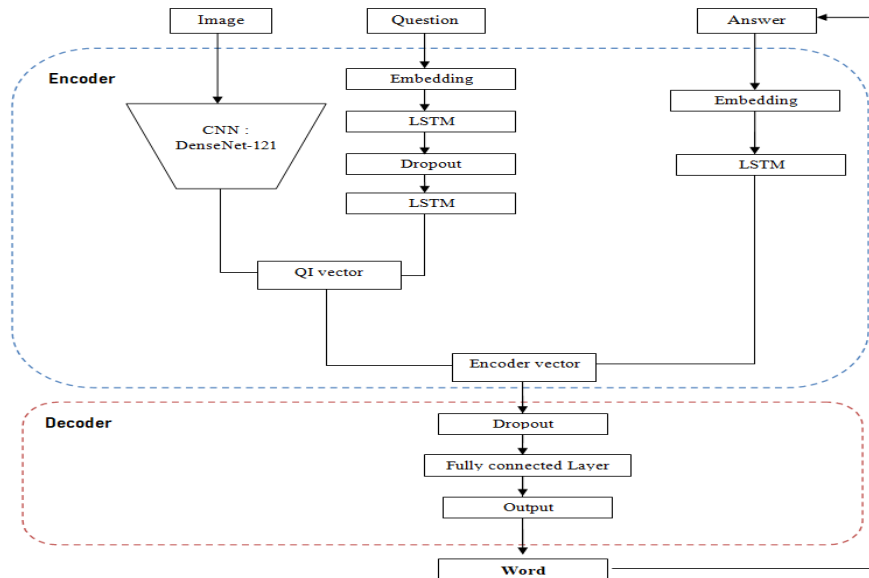 Image
Question
Answer
Encoder
Embedding
LSTM
Dropout
LSTM
CNN :
DenseNet-121
Embedding
LSTM
QI vector
Encoder vector
Decoder
Dropout
Fully connected Layer
Output
Word